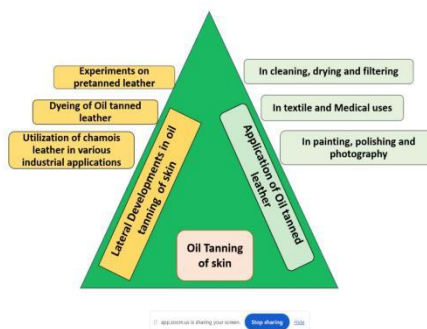 Experiments on
pretanned leather
Dyeing of Oil tanned
leather
Utilization of chamois
leather in various
industrial applications
Lateral Developments in oil
tanning of skin
In cleaning, drying and filtering
In textile and Medical uses
In painting, polishing and
photography
Application of Oil tanned
leather
Oil Tanning
of skin
app.zoom.us is sharing your screen.
Stop sharing
Hide